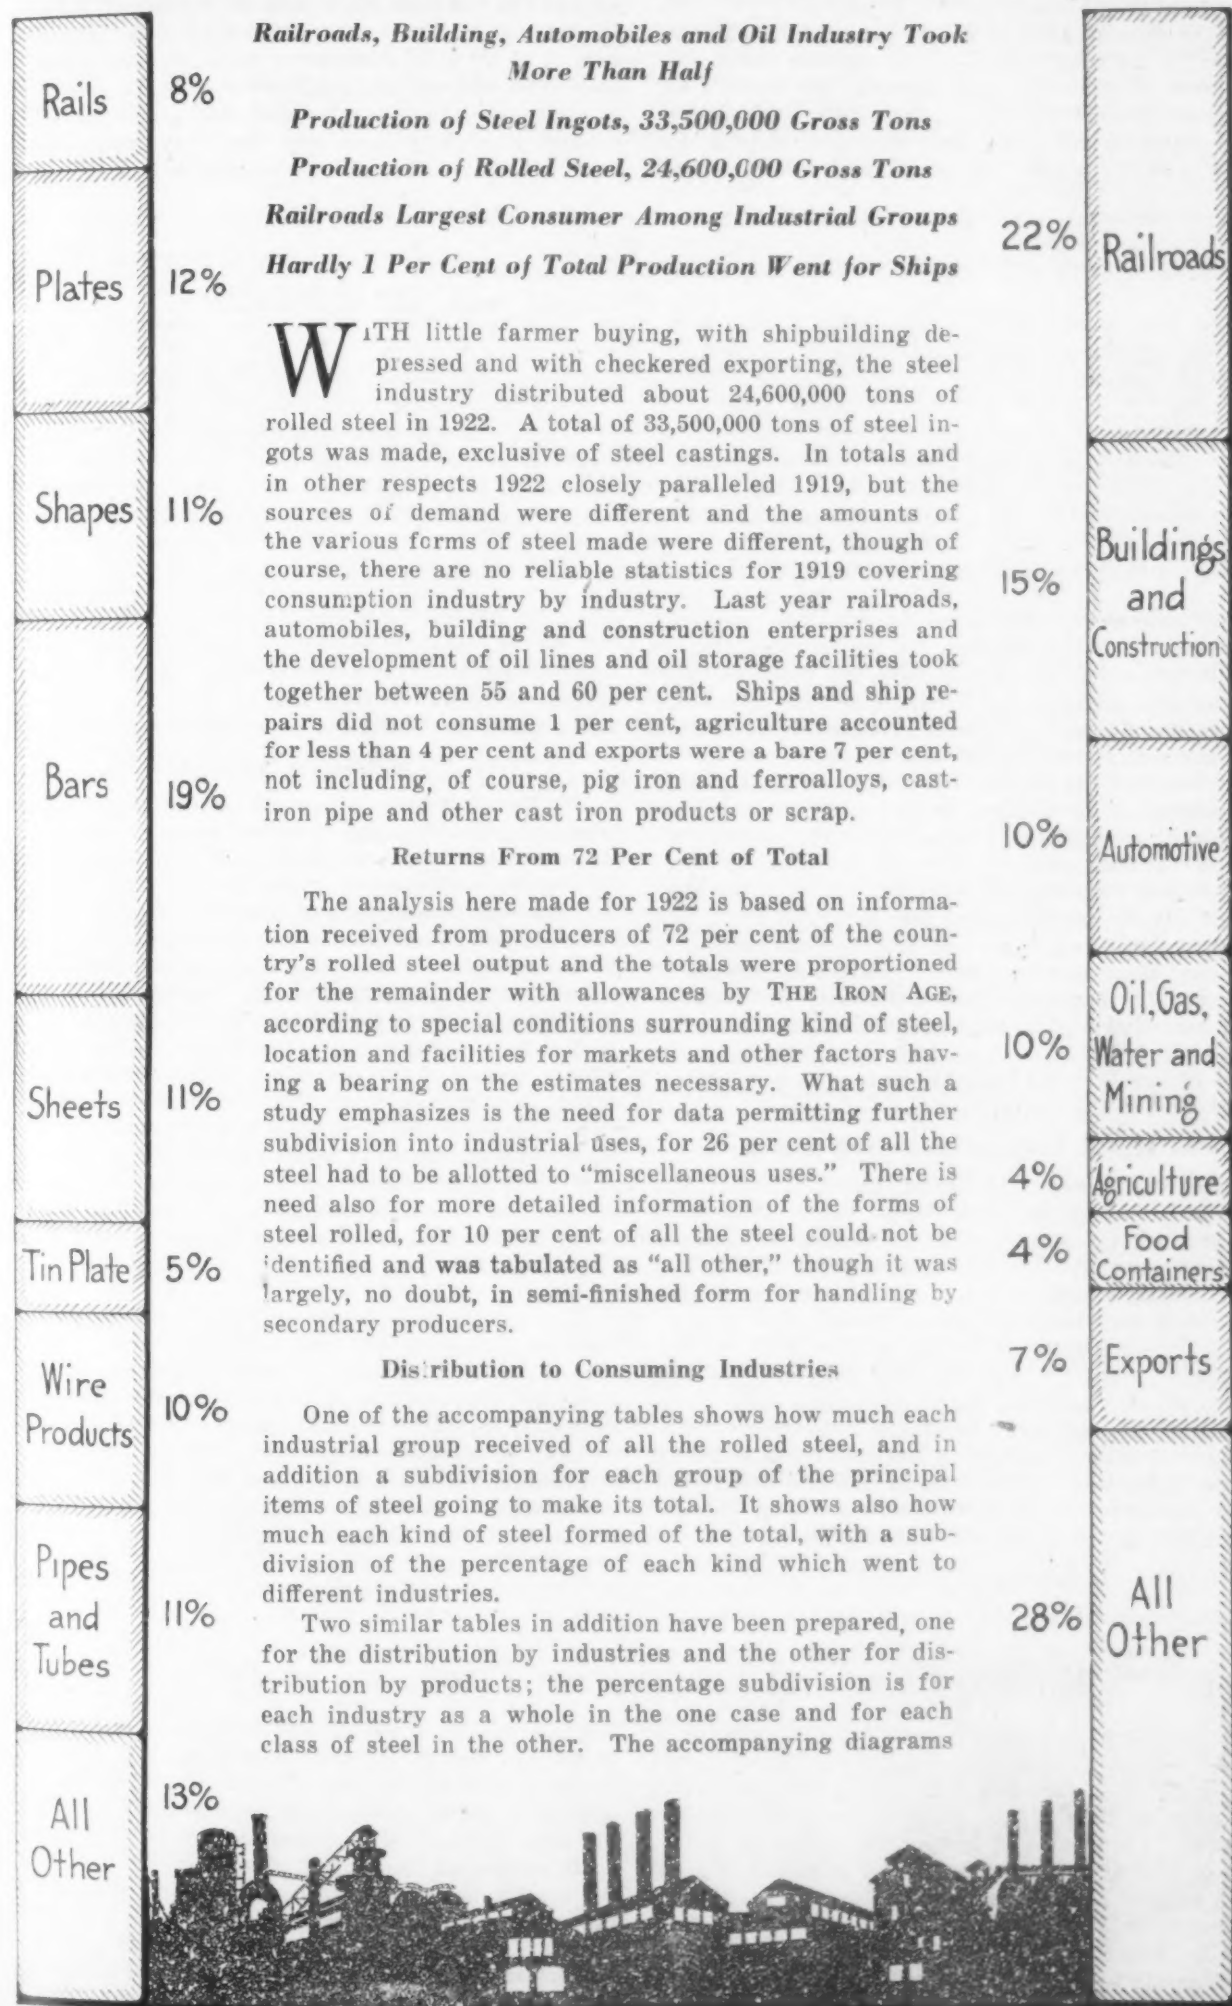 Rails
8%
Plates
12%
Shapes
11%
Bars
19%
Sheets
11%
Tin Plate
5%
Wire
Products
10%
Pipes
and
Tubes
11%
All
Other
13%
Railroads, Building, Automobiles and Oil Industry Took
More Than Half
Production of Steel Ingots, 33,500,000 Gross Tons
Production of Rolled Steel, 24,600,000 Gross Tons
Railroads Largest Consumer Among Industrial Groups
Hardly 1 Per Cent of Total Production Went for Ships
WITH little farmer buying, with shipbuilding de-
pressed and with checkered exporting, the steel
industry distributed about 24,600,000 tons of
rolled steel in 1922. A total of 33,500,000 tons of steel in-
gots was made, exclusive of steel castings. In totals and
in other respects 1922 closely paralleled 1919, but the
sources of demand were different and the amounts of
the various forms of steel made were different, though of
course, there are no reliable statistics for 1919 covering
consumption industry by industry. Last year railroads,
automobiles, building and construction enterprises and
the development of oil lines and oil storage facilities took
together between 55 and 60 per cent. Ships and ship re-
pairs did not consume 1 per cent, agriculture accounted
for less than 4 per cent and exports were a bare 7 per cent,
not including, of course, pig iron and ferroalloys, cast-
iron pipe and other cast iron products or scrap.
Returns From 72 Per Cent of Total
The analysis here made for 1922 is based on informa-
tion received from producers of 72 per cent of the coun-
try's rolled steel output and the totals were proportioned
for the remainder with allowances by THE IRON AGE,
according to special conditions surrounding kind of steel,
location and facilities for markets and other factors hav-
ing a bearing on the estimates necessary. What such a
study emphasizes is the need for data permitting further
subdivision into industrial uses, for 26 per cent of all the
steel had to be allotted to “miscellaneous uses.” There is
need also for more detailed information of the forms of
steel rolled, for 10 per cent of all the steel could not be
identified and was tabulated as “all other,” though it was
largely, no doubt, in semi-finished form for handling by
secondary producers.
Distribution to Consuming Industries
One of the accompanying tables shows how much each
industrial group received of all the rolled steel, and in
addition a subdivision for each group of the principal
items of steel going to make its total. It shows also how
much each kind of steel formed of the total, with a sub-
division of the percentage of each kind which went to
different industries.
Two similar tables in addition have been prepared, one
for the distribution by industries and the other for dis-
tribution by products; the percentage subdivision is for
each industry as a whole in the one case and for each
class of steel in the other. The accompanying diagrams
22%
Railroads
15%
Buildings
and
Construction
10%
Automotive
10%
Oil, Gas,
Water and
Mining
4%
Agriculture
4%
Food
Containers
7%
Exports
28%
All
Other